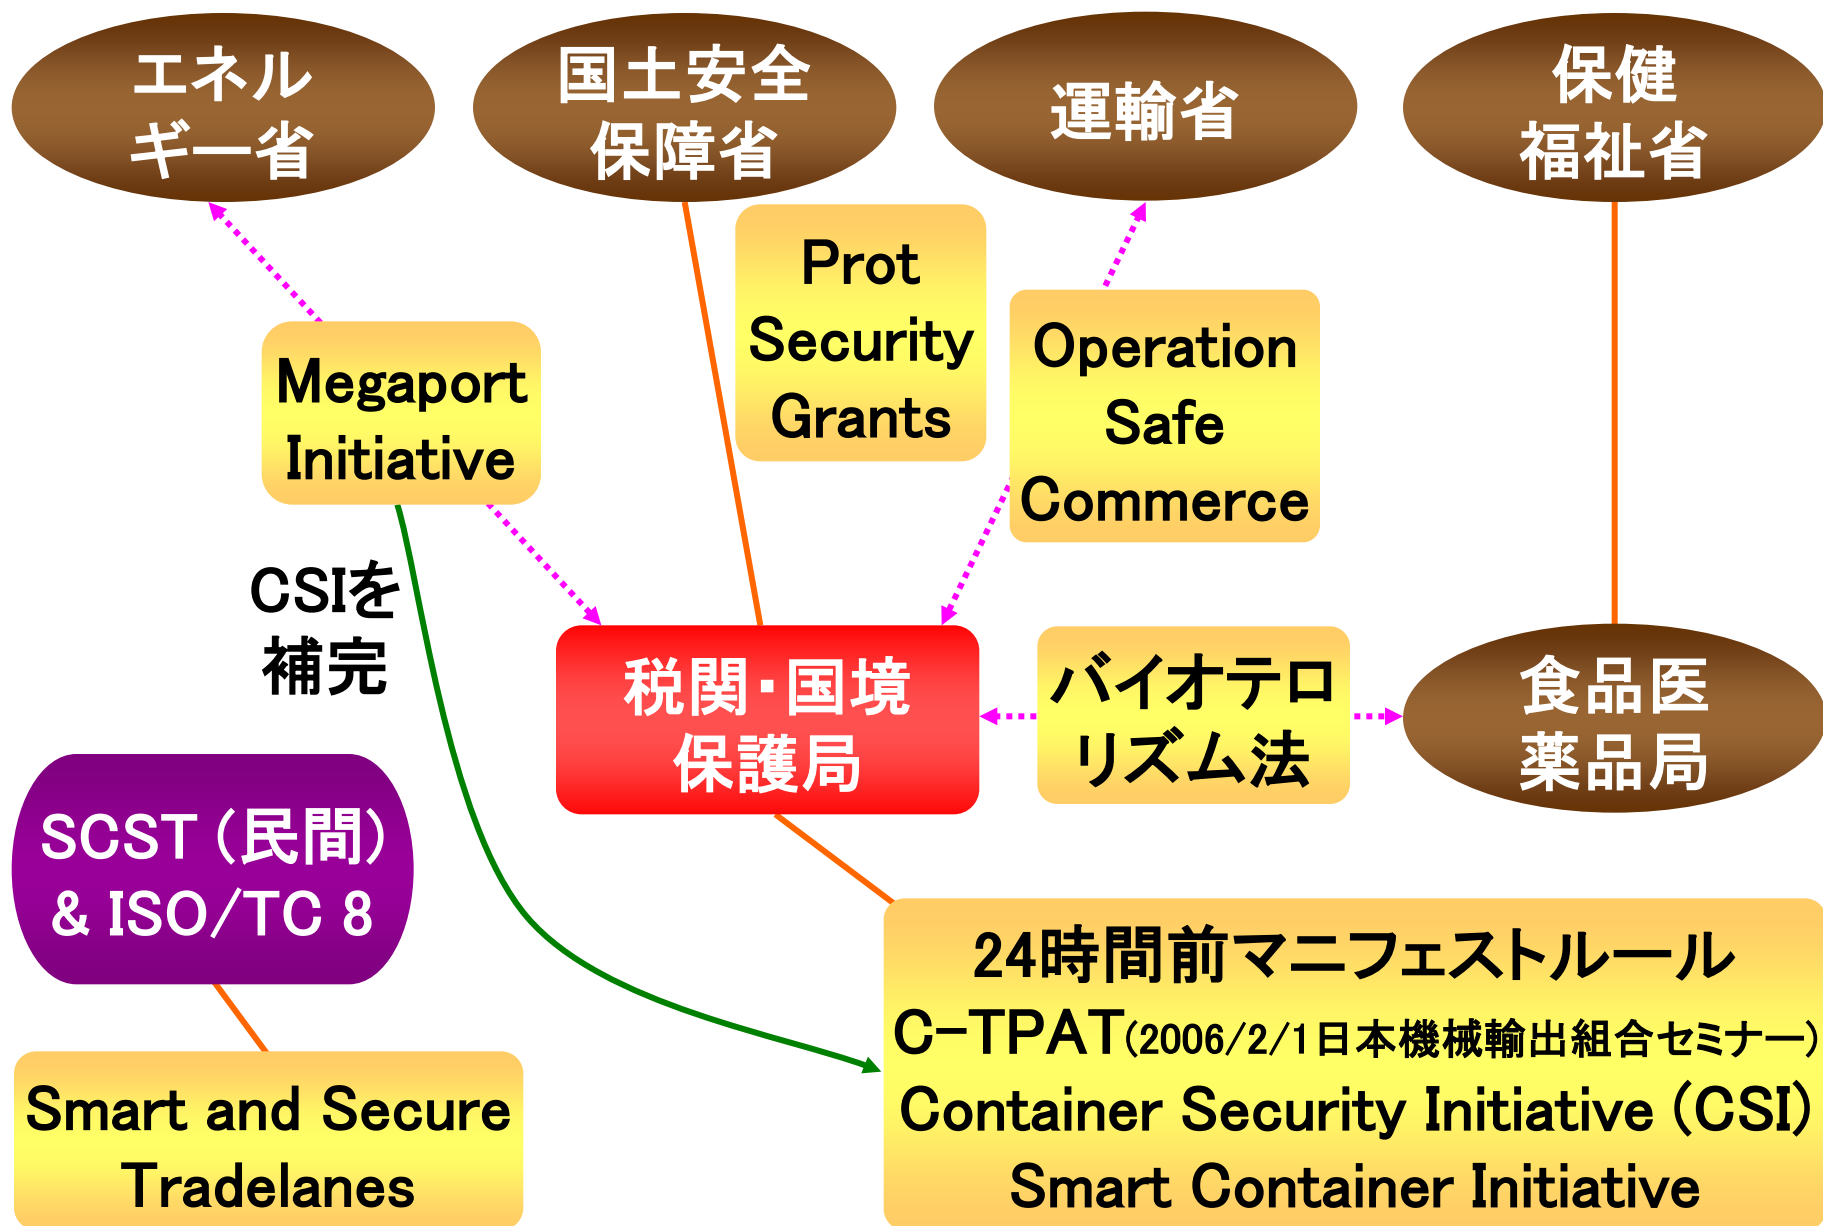 エネル
ギー省
国土安全
保障省
運輸省
保健
福祉省
Prot
Security
Grants
Operation
Safe
Commerce
Megaport
Initiative
CSIを
補完
税関・国境
保護局
バイオテロ
リズム法
食品医
薬品局
SCST（民間）
& ISO/TC 8
24時間前マニフェストルール
C-TPAT(2006/2/1日本機械輸出組合セミナー)
Container Security Initiative (CSI)
Smart Container Initiative
Smart and Secure
Tradelanes